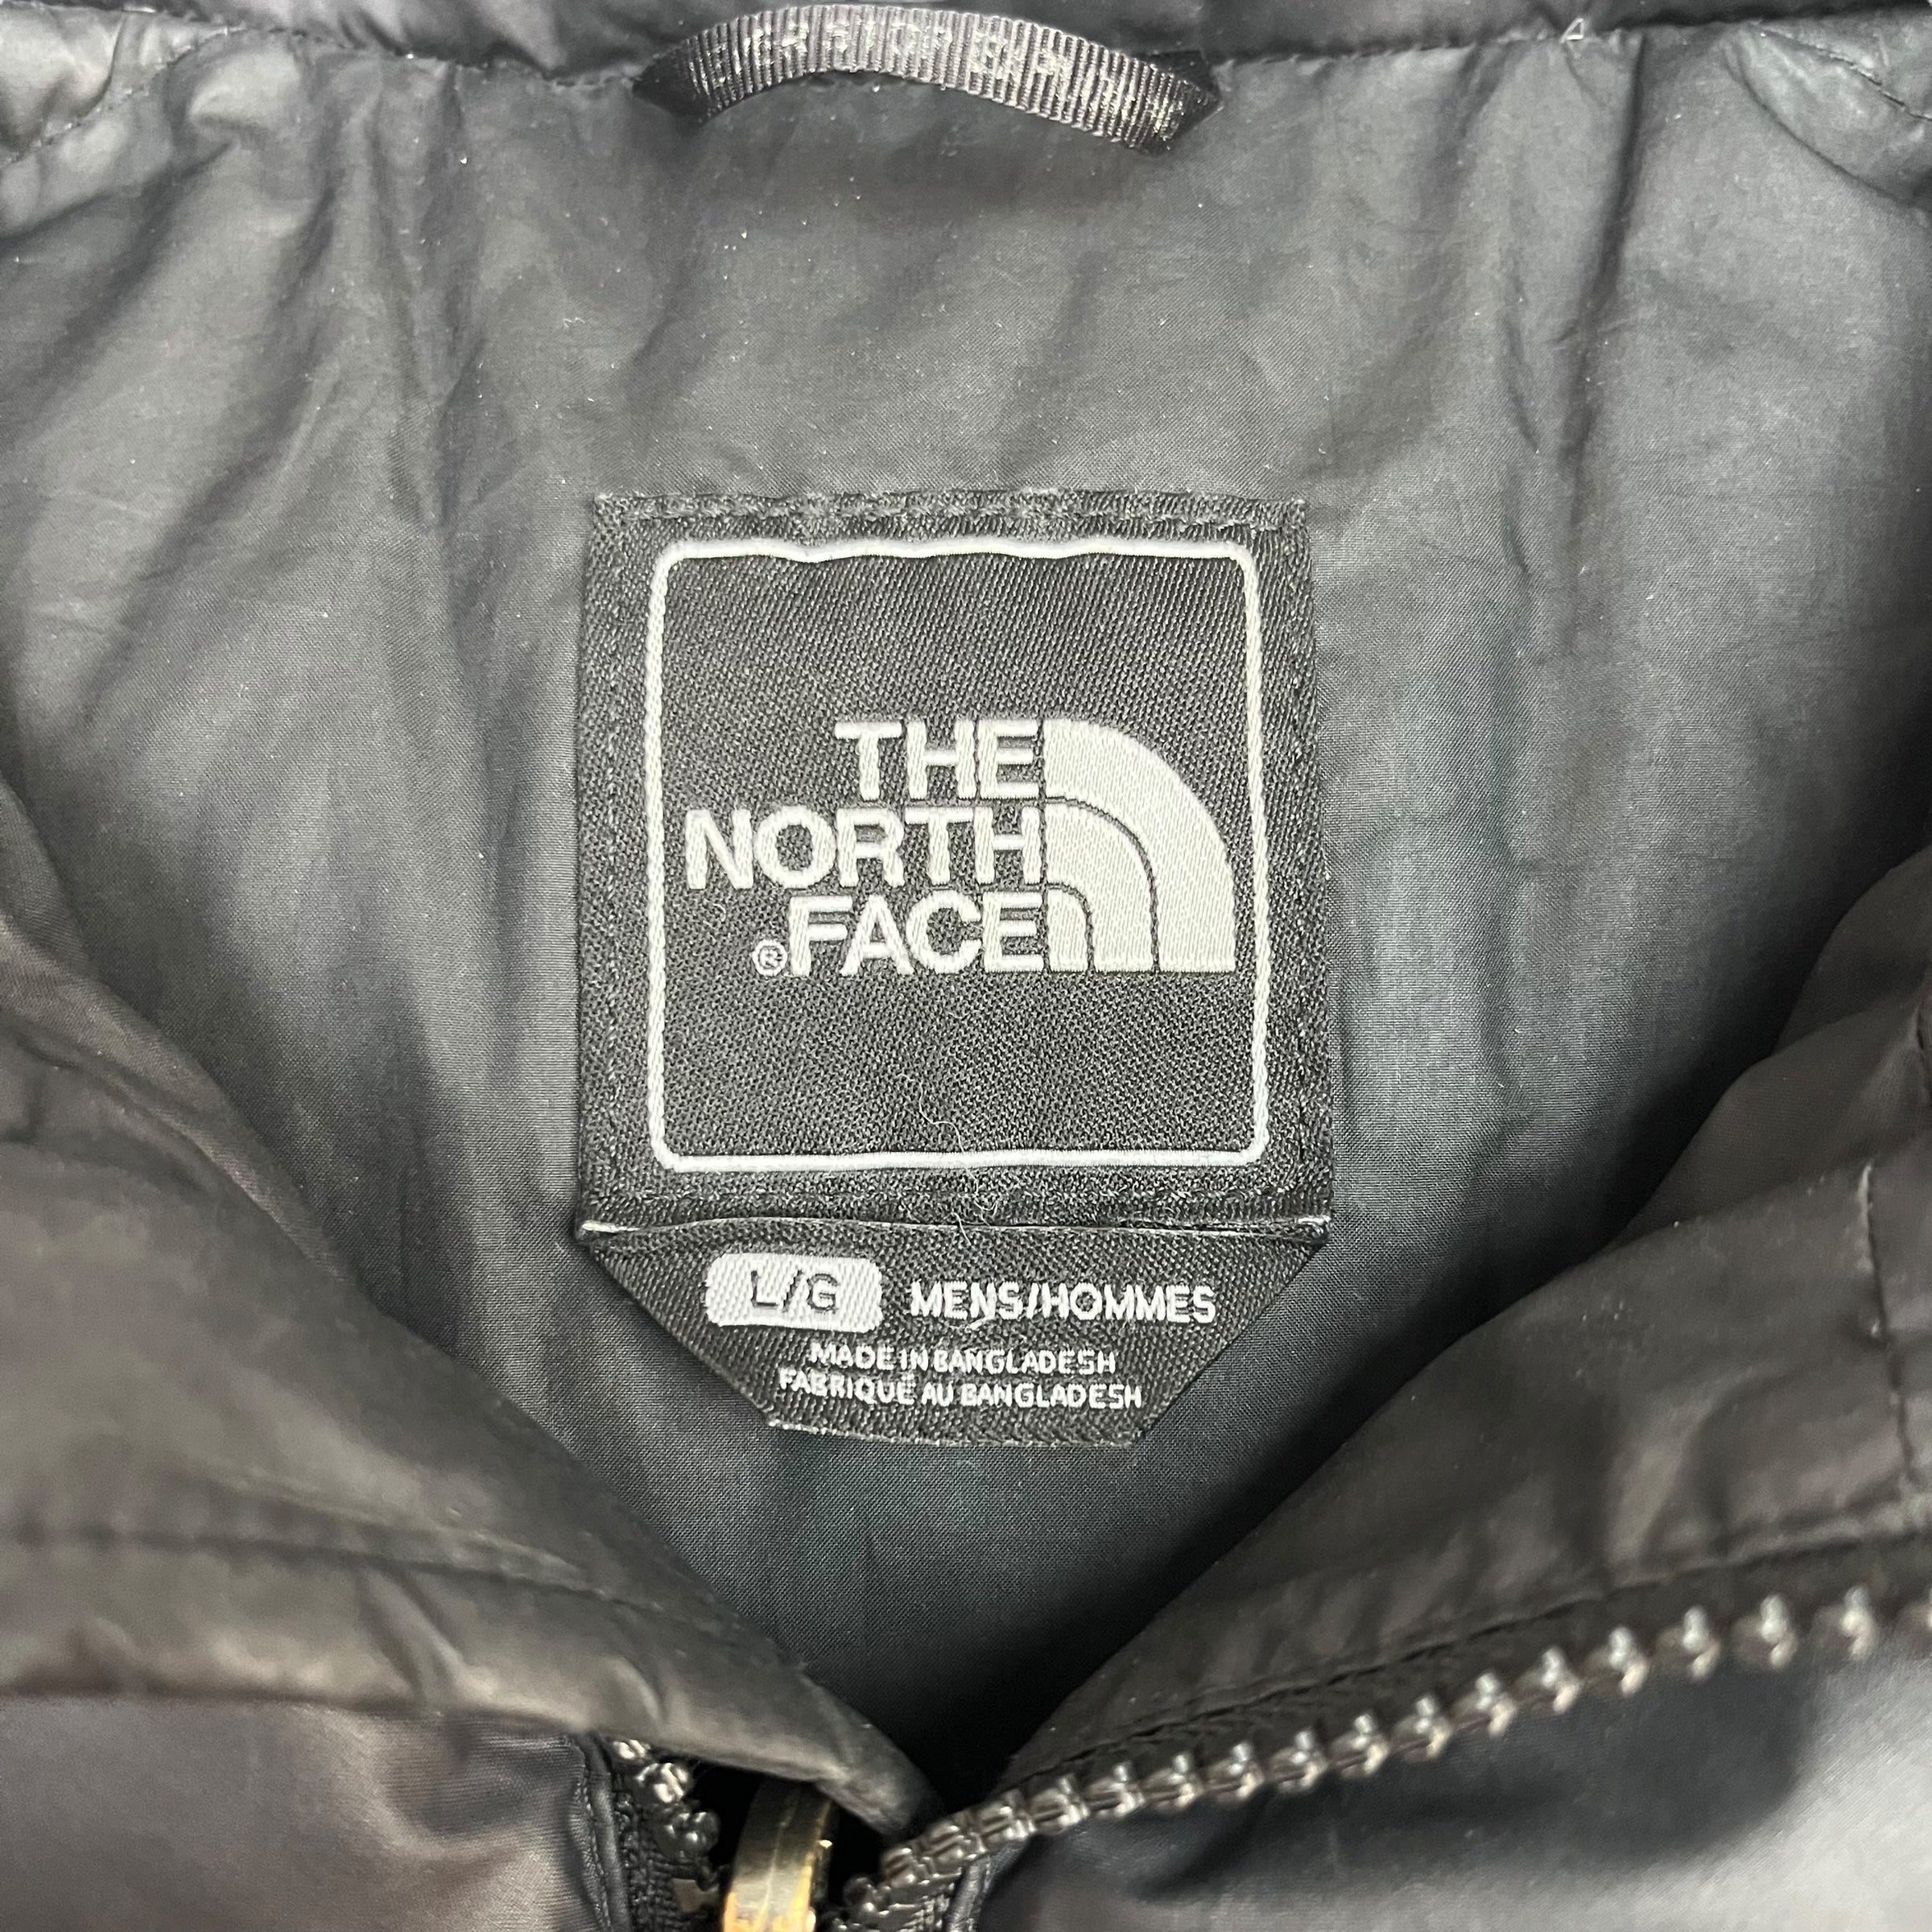 THE
NORTH
®FACE
L/G MENS/HOMMES
MADE IN BANGLADESH
FABRIQUÉ AU BANGLADESH